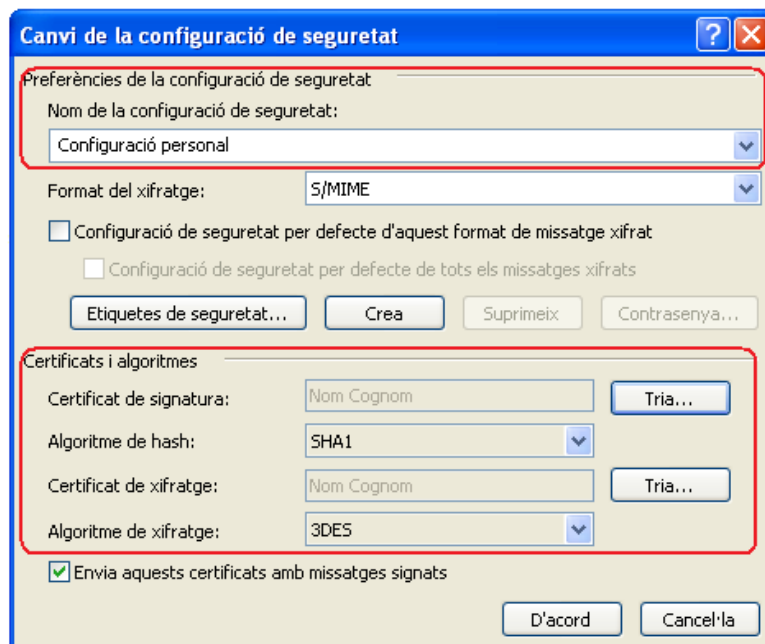 Canvi de la configuració de seguretat
Preferències de la configuració de seguretat
Nom de la configuració de seguretat:
Configuració personal
Format del xifratge: S/MIME
Configuració de seguretat per defecte d'aquest format de missatge xifrat
Configuració de seguretat per defecte de tots els missatges xifrats
Etiquetes de seguretat... Crea Suprimeix Contrasenya...
Certificats i algoritmes
Certificat de signatura: Nom Cognom Tria...
Algoritme de hash: SHA1
Certificat de xifratge: Nom Cognom Tria...
Algoritme de xifratge: 3DES
Envia aquests certificats amb missatges signats
D'acord Cancel·la